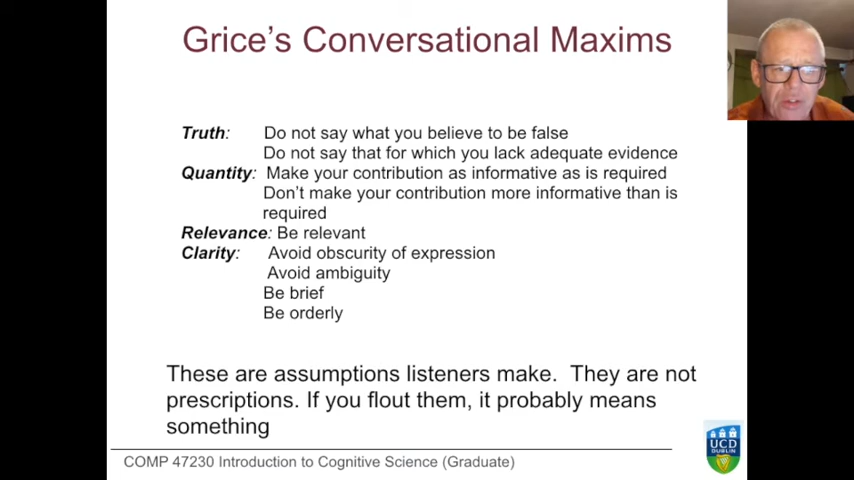 Grice’s Conversational Maxims
Truth: Do not say what you believe to be false
Do not say that for which you lack adequate evidence
Quantity: Make your contribution as informative as is required
Don’t make your contribution more informative than is
required
Relevance: Be relevant
Clarity: Avoid obscurity of expression
Avoid ambiguity
Be brief
Be orderly
These are assumptions listeners make. They are not
prescriptions. If you flout them, it probably means
something
COMP 47230 Introduction to Cognitive Science (Graduate)
UCD
DUBLIN